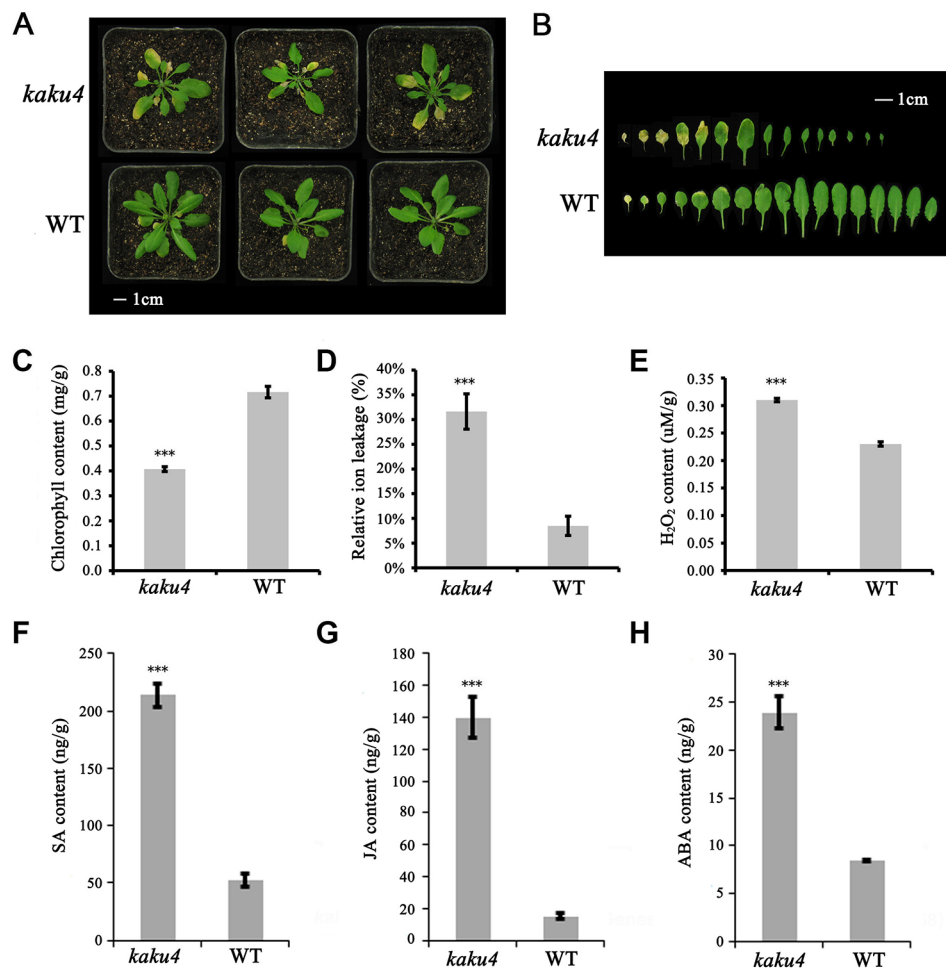 A
kaku4
WT
1cm
B
1cm
kaku4
WT
C
Chlorophyll content (mg/g)
0.8
0.7
0.6
0.5
0.4
0.3
0.2
0.1
0.0
***
kaku4 WT
D
Relative ion leakage (%)
40%
35%
30%
25%
20%
15%
10%
5%
0%
***
kaku4 WT
E
H₂O₂ content (uM/g)
0.35
0.30
0.25
0.20
0.15
0.10
0.05
0.00
***
kaku4 WT
F
SA content (ng/g)
250
200
150
100
50
0
***
kaku4 WT
G
JA content (ng/g)
180
160
140
120
100
80
60
40
20
0
***
kaku4 WT
H
ABA content (ng/g)
30
25
20
15
10
5
0
***
kaku4 WT